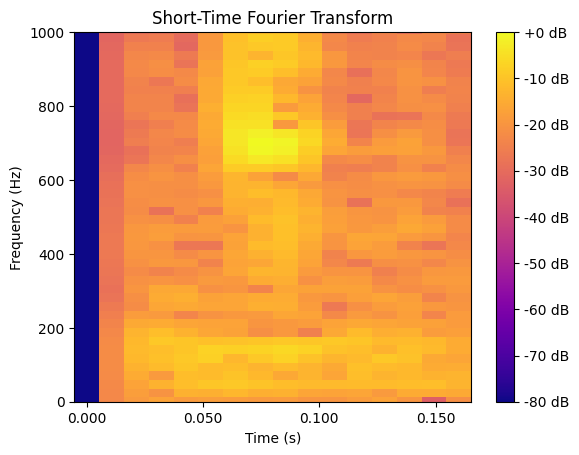 Short-Time Fourier Transform
1000
800
600
400
200
0
Frequency (Hz)
0.000
0.050
0.100
0.150
Time (s)
+0 dB
-10 dB
-20 dB
-30 dB
-40 dB
-50 dB
-60 dB
-70 dB
-80 dB